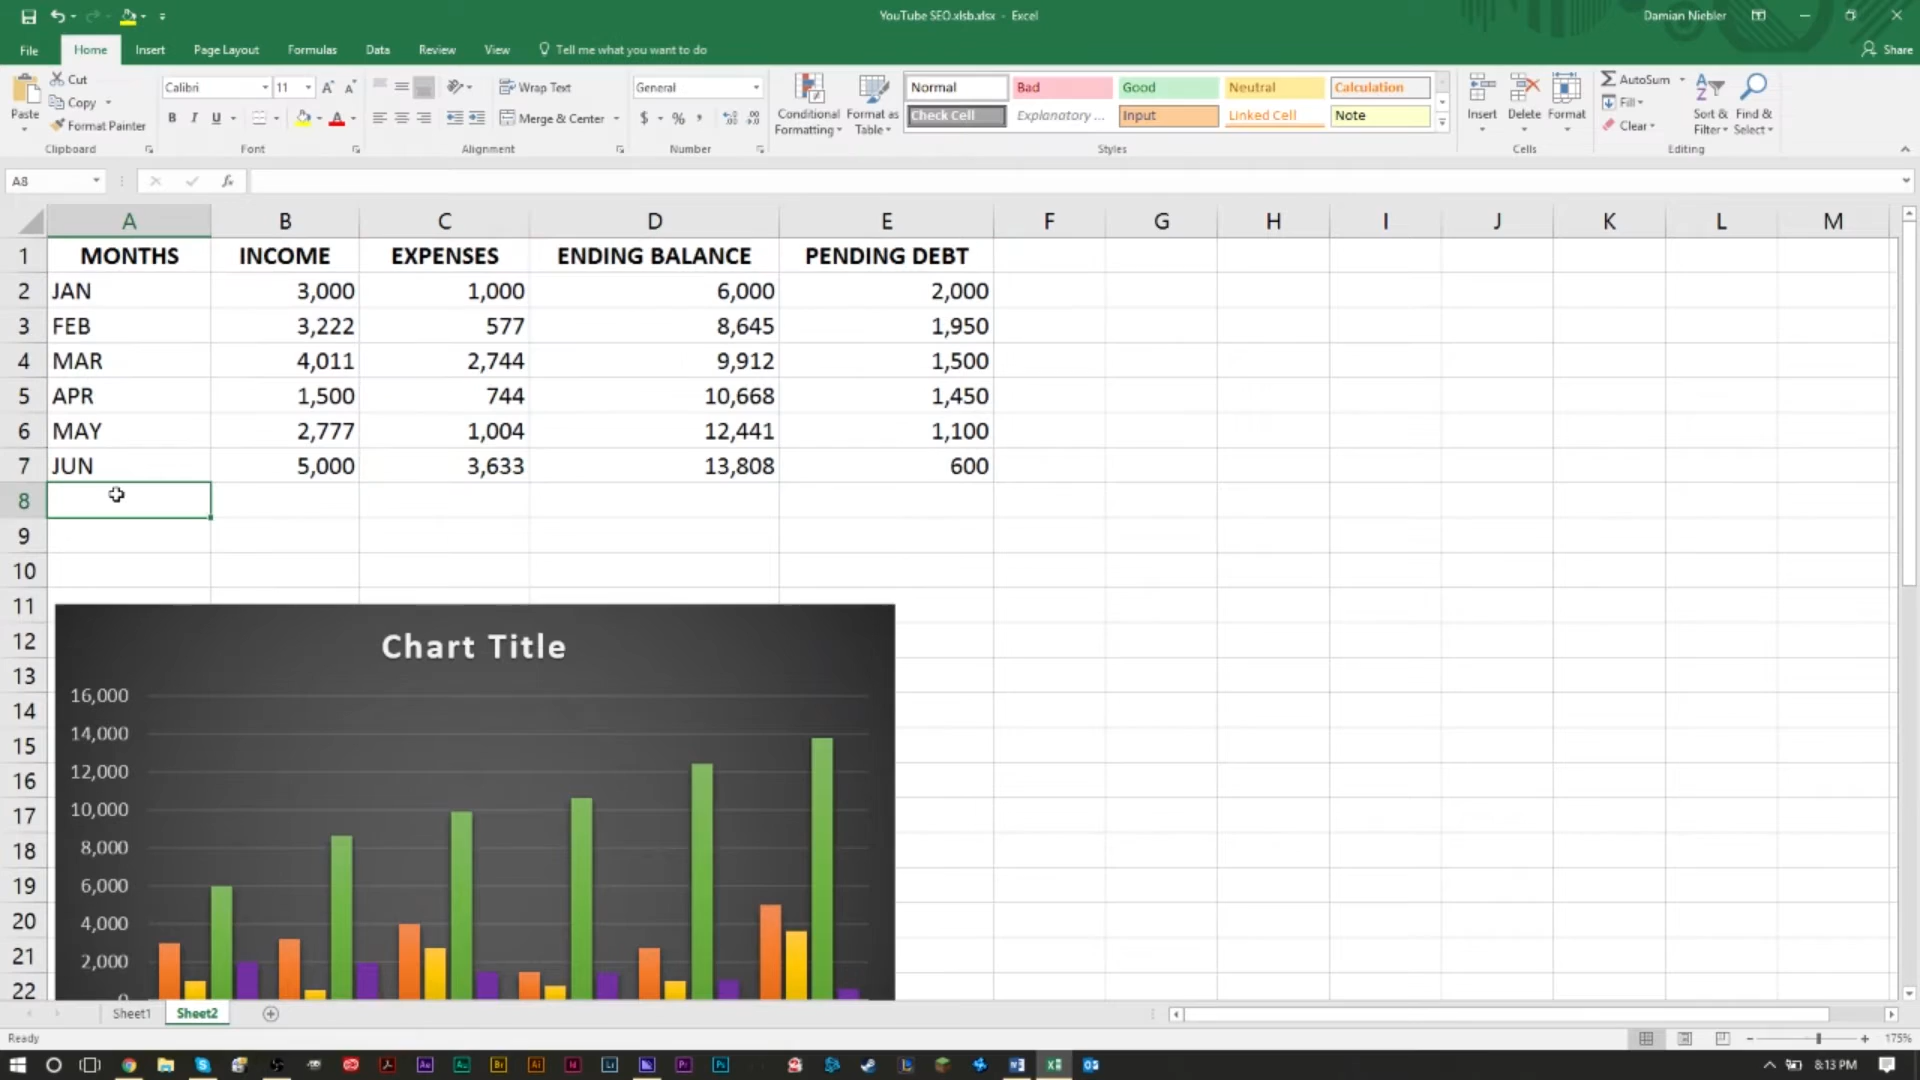 YouTube SEO.xlsb.xlsx - Excel
Damian Niebler
File Home Insert Page Layout Formulas Data Review View Tell me what you want to do Share
Paste
Cut
Copy
Format Painter
Clipboard
Calibri 11
B I U
Font
Wrap Text
Merge & Center
Alignment
General
$ % ,
Number
Conditional Formatting
Format as Table
Normal Bad Good Neutral Calculation
Check Cell Explanatory ... Input Linked Cell Note
Styles
Insert Delete Format
Cells
AutoSum
Fill
Clear
Sort & Filter
Find & Select
Editing
A8 fx
A B C D E F G H I J K L M
1 MONTHS INCOME EXPENSES ENDING BALANCE PENDING DEBT
2 JAN 3,000 1,000 6,000 2,000
3 FEB 3,222 577 8,645 1,950
4 MAR 4,011 2,744 9,912 1,500
5 APR 1,500 744 10,668 1,450
6 MAY 2,777 1,004 12,441 1,100
7 JUN 5,000 3,633 13,808 600
8
9
10
11
12
13
14
15
16
17
18
19
20
21
22
Chart Title
16,000
14,000
12,000
10,000
8,000
6,000
4,000
2,000
Sheet1 Sheet2
Ready
175%
8:13 PM